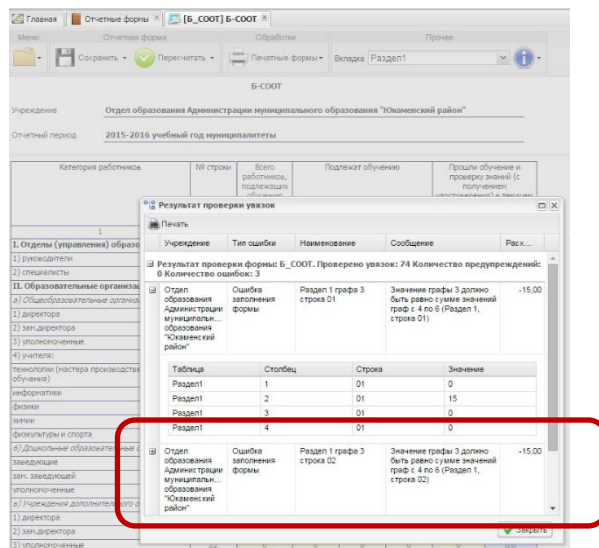 Главная
Отчетные формы
[Б_СООТ] Б-СООТ
Меню
Отчетная форма
Обработки
Прочее
Сохранить
Пересчитать
Печатные формы
Вкладка
Раздел1
Б-СООТ
Учреждение
Отдел образования Администрации муниципального образования "Юкаменский район"
Отчетный период
2015-2016 учебный год муниципалитеты
Категория работников
№ строки
Всего
работников,
подлежащих
Подлежат обучению
Прошли обучение и
проверку знаний (с
получением
1
I. Отделы (управления) образо
1) руководители
2) специалисты
II. Образовательные организац
а) Общеобразовательные организ
1) директора
2) зам.директора
3) уполномоченные
4) учителя:
технологии (мастера производстве
обучения)
информатики
физики
химии
физкультуры и спорта
б) Дошкольные образовательные о
заведующие
зам. заведующей
уполномоченные
в) Учреждения дополнительного о
1) директора
2) зам.директора
3) уполномоченные
22
0
0
0
0
0,0
Результат проверки увязок
Печать
Учреждение
Тип ошибки
Наименование
Сообщение
Расх...
Результат проверки формы: Б_СООТ. Проверено увязок: 74 Количество предупреждений:
0 Количество ошибок: 3
Отдел
образования
Администрации
муниципальн...
образования
"Юкаменский
район"
Ошибка
заполнения
формы
Раздел 1 графа 3
строка 01
Значение графы 3 должно
быть равно сумме значений
граф с 4 по 6 (Раздел 1,
строка 01)
-15,00
Таблица
Столбец
Строка
Значение
Раздел1
1
01
0
Раздел1
2
01
15
Раздел1
3
01
0
Раздел1
4
01
0
Отдел
образования
Администрации
муниципальн...
образования
"Юкаменский
район"
Ошибка
заполнения
формы
Раздел 1 графа 3
строка 02
Значение графы 3 должно
быть равно сумме значений
граф с 4 по 6 (Раздел 1,
строка 02)
-15,00
Закрыть